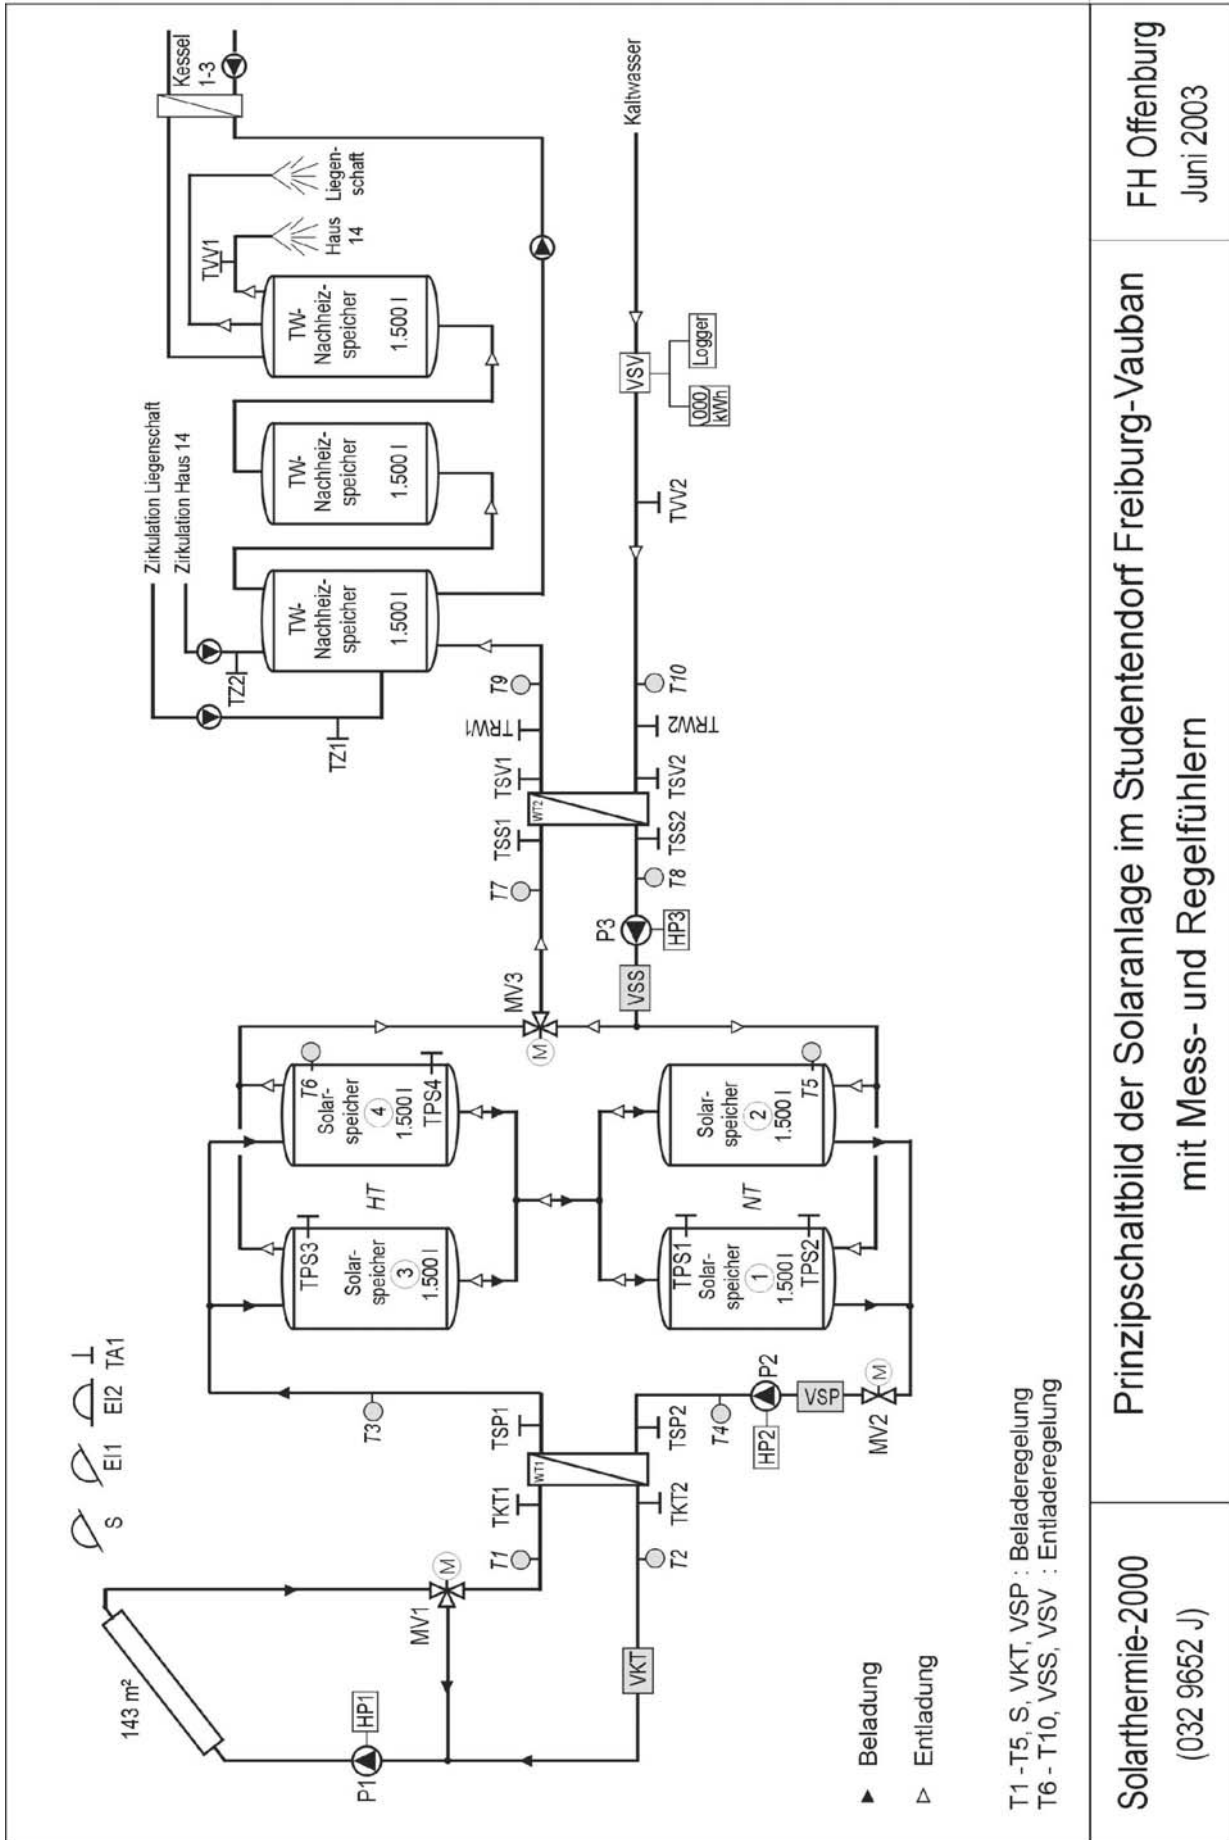 143 m²
S
EI1
EI2
TA1
P1
HP1
MV1
M
T1
TKT1
WT1
TSP1
T3
VKT
T2
TKT2
TSP2
T4
HP2
P2
VSP
MV2
M
TPS3
Solar-
speicher
3
1.500 l
HT
T6
Solar-
speicher
4
1.500 l
TPS4
TPS1
Solar-
speicher
1
1.500 l
TPS2
NT
Solar-
speicher
2
1.500 l
T5
M
MV3
VSS
P3
HP3
T7
TSS1
WT2
TSV1
TRW1
T9
T8
TSS2
TSV2
TRW2
T10
Zirkulation Liegenschaft
Zirkulation Haus 14
TZ1
TZ2
TW-
Nachheiz-
speicher
1.500 l
TW-
Nachheiz-
speicher
1.500 l
TW-
Nachheiz-
speicher
1.500 l
TVV1
Haus
14
Liegen-
schaft
Kessel
1-3
TVV2
VSV
000
kWh
Logger
Kaltwasser
Beladung
Entladung
T1 - T5, S, VKT, VSP : Beladeregelung
T6 - T10, VSS, VSV : Entladeregelung
Solarthermie-2000
(032 9652 J)
Prinzipschaltbild der Solaranlage im Studentendorf Freiburg-Vauban
mit Mess- und Regelfühlern
FH Offenburg
Juni 2003